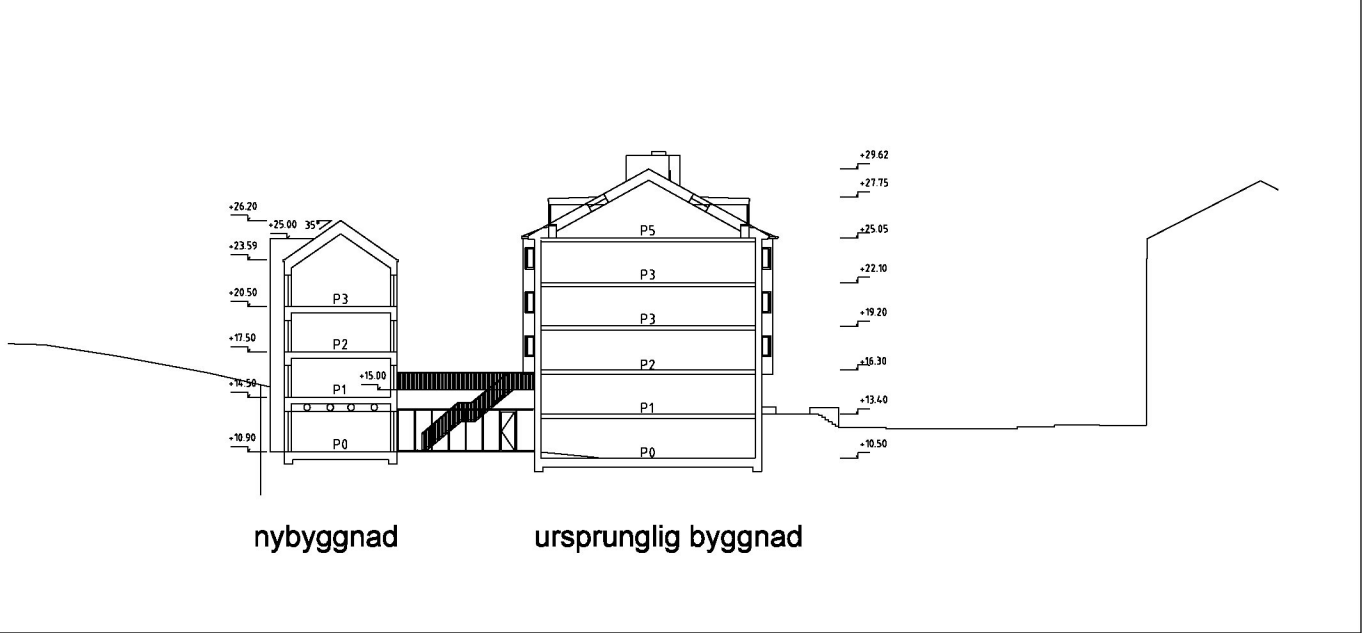 +29.62
+27.75
+26.20
+25.00 35°
+25.05
P5
+23.59
P3
+22.10
+20.50
P3
P3
+19.20
+17.50
P2
P2
+16.30
+15.00
+14.50
P1
P1
+13.40
+10.90
P0
P0
+10.50
nybyggnad
ursprunglig byggnad